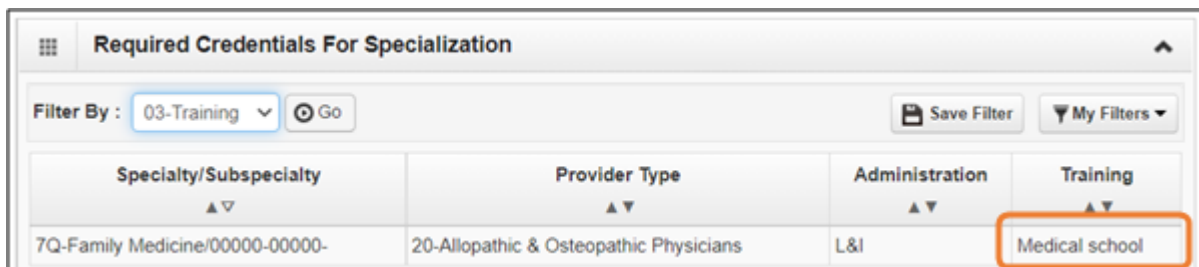 Required Credentials For Specialization
Filter By : 03-Training Go Save Filter My Filters
Specialty/Subspecialty Provider Type Administration Training
7Q-Family Medicine/00000-00000- 20-Allopathic & Osteopathic Physicians L&I Medical school